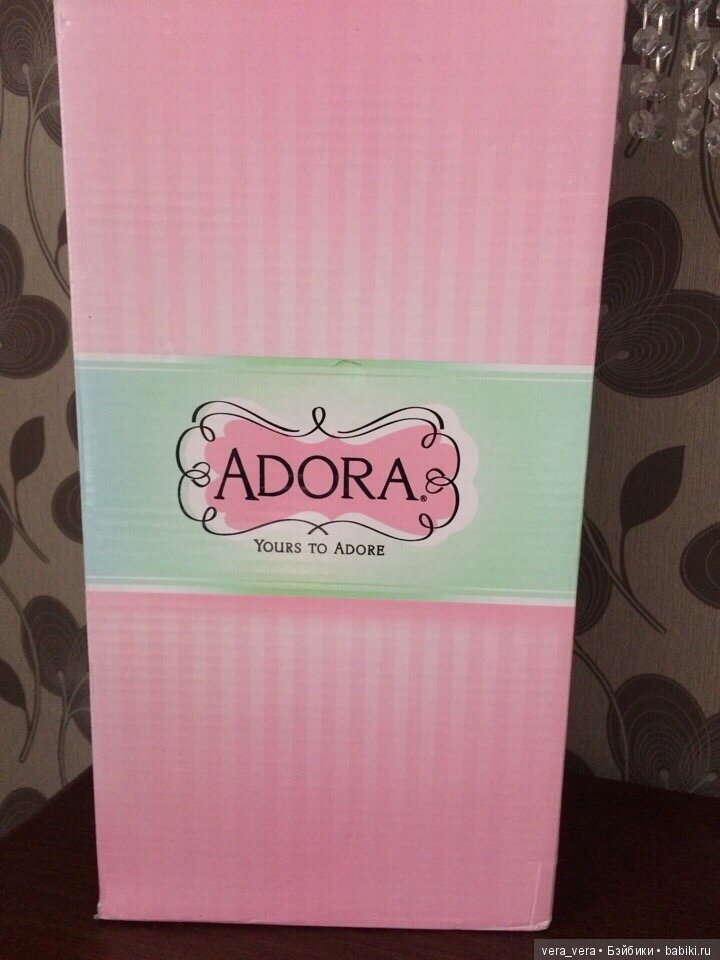 ADORA®
YOURS TO ADORE
vera_vera • Бэйбики • babiki.ru